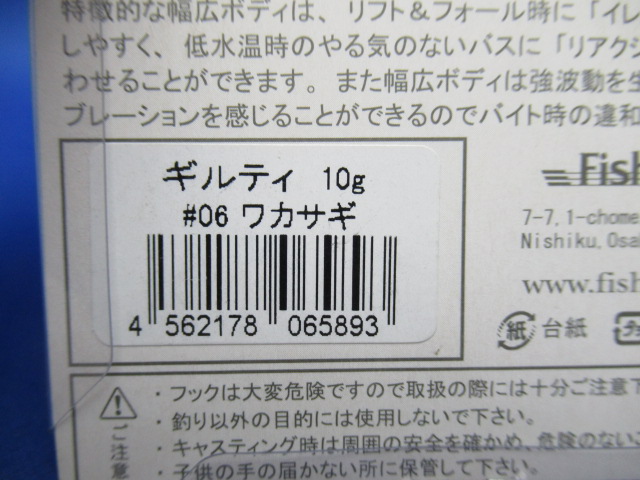 特徴的な幅広ボディは、リフト＆フォール時に「イレ
しやすく、低水温時のやる気のないバスに「リアクシ
わせることができます。また幅広ボディは強波動を生
ブレーションを感じることができるのでバイト時の違和
ギルティ 10g
#06 ワカサギ
4 562178 065893
Fish
7-7,1-chome
Nishiku,Osa
www.fish
紙 台紙
・フックは大変危険ですので取扱の際には十分ご注意下
・釣り以外の目的には使用しないで下さい。
・キャスティング時は周囲の安全を確かめ、危険のないこ
・子供の手の届かない所に保管して下さい。
ご注意